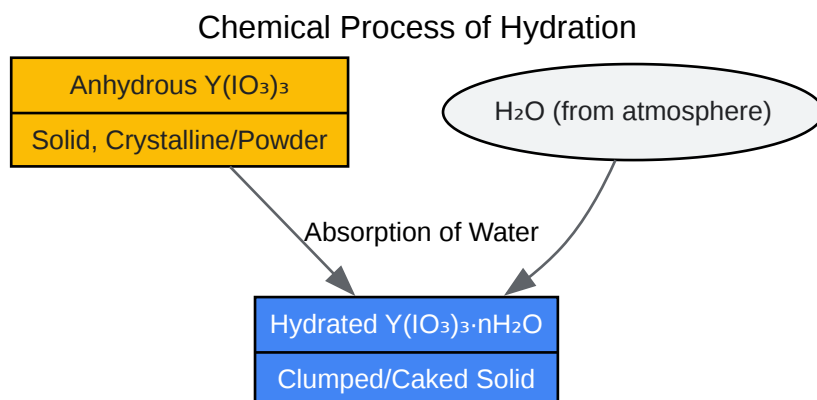 Chemical Process of Hydration
Anhydrous Y(IO₃)₃
Solid, Crystalline/Powder
H₂O (from atmosphere)
Absorption of Water
Hydrated Y(IO₃)₃·nH₂O
Clumped/Caked Solid